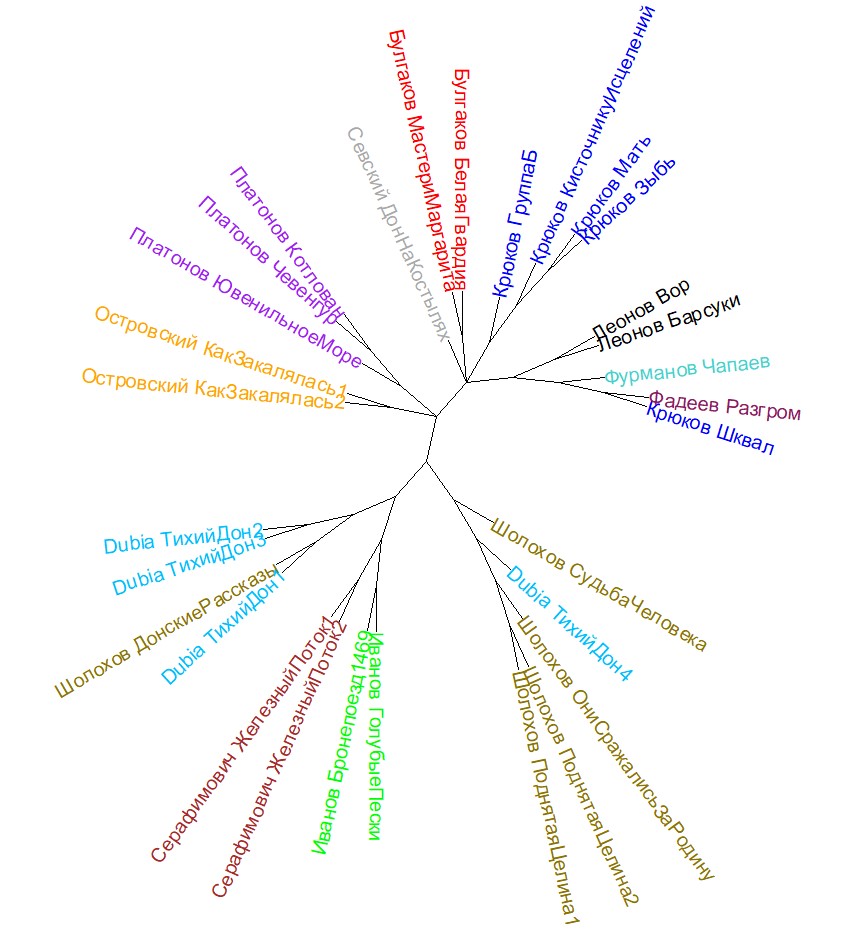 Булгаков МастериМаргарита
Булгаков БелаяГвардия
Крюков ГруппаБ
Крюков КисточникуИсцелений
Крюков Мать
Крюков Зыбь
Леонов Вор
Леонов Барсуки
Фурманов Чапаев
Фадеев Разгром
Крюков Шквал
Шолохов СудьбаЧеловека
Dubia ТихийДон4
Шолохов ОниСражалисьЗаРодину
Шолохов ПоднятаяЦелина2
Шолохов ПоднятаяЦелина1
Иванов ГолубыеПески
Иванов Бронепоезд1469
Серафимович ЖелезныйПоток2
Серафимович ЖелезныйПоток1
Dubia ТихийДон1
Шолохов ДонскиеРассказы
Dubia ТихийДон3
Dubia ТихийДон2
Островский КакЗакалялась2
Островский КакЗакалялась1
Платонов ЮвенильноеМоре
Платонов Чевенгур
Платонов Котлован
Севский ДонНаКостылях